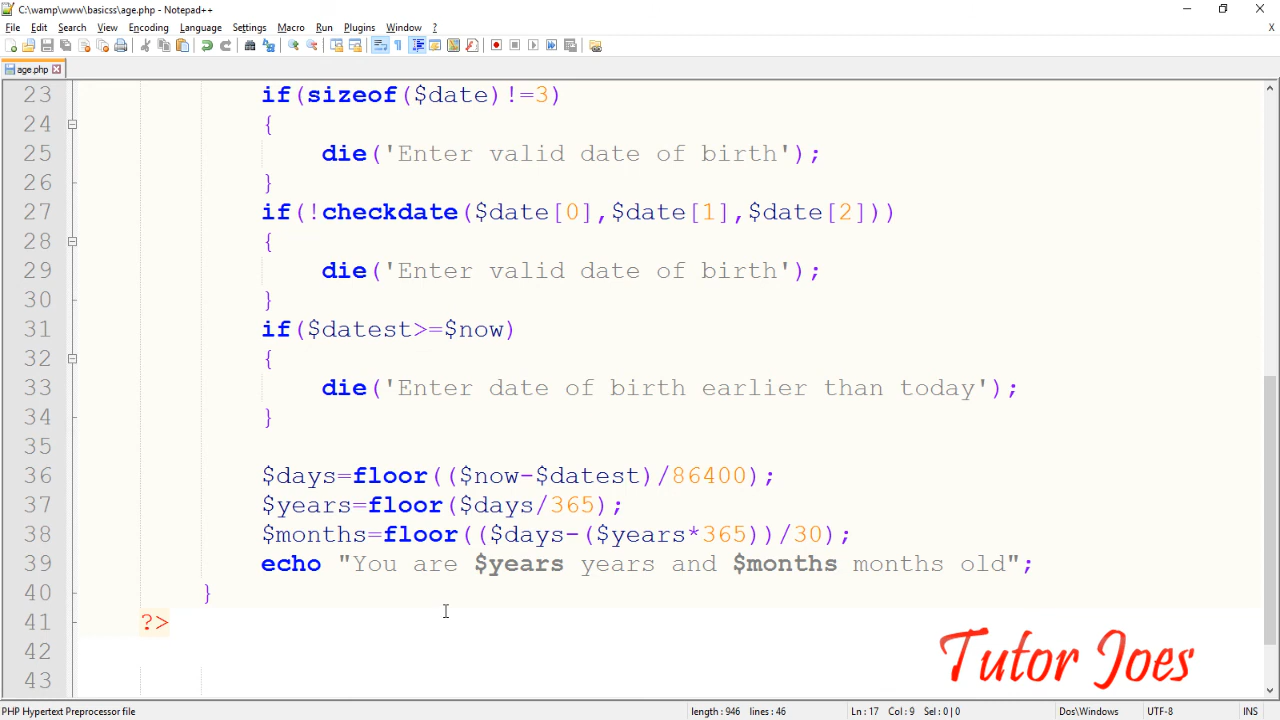 C:\wamp\www\basicss\age.php - Notepad++
File Edit Search View Encoding Language Settings Macro Run Plugins Window ?
X
age.php
23 if(sizeof($date)!=3)
24 {
25 die('Enter valid date of birth');
26 }
27 if(!checkdate($date[0],$date[1],$date[2]))
28 {
29 die('Enter valid date of birth');
30 }
31 if($datest>=$now)
32 {
33 die('Enter date of birth earlier than today');
34 }
35
36 $days=floor(($now-$datest)/86400);
37 $years=floor($days/365);
38 $months=floor(($days-($years*365))/30);
39 echo "You are $years years and $months months old";
40 }
41 ?>
42
43
Tutor Joes
PHP Hypertext Preprocessor file length : 946 lines : 46 Ln : 17 Col : 9 Sel : 0 | 0 Dos\Windows UTF-8 INS